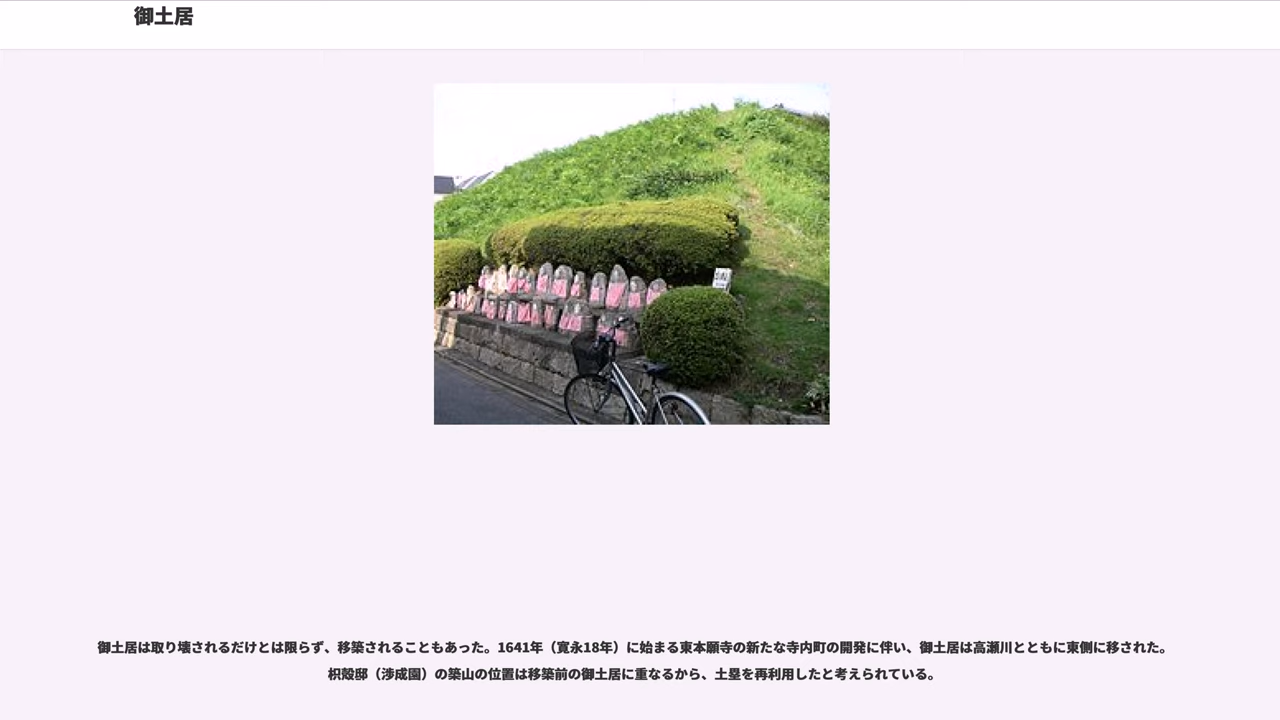 御土居
御土居は取り壊されるだけとは限らず、移築されることもあった。1641年（寛永18年）に始まる東本願寺の新たな寺内町の開発に伴い、御土居は高瀬川とともに東側に移された。
枳殻邸（渉成園）の築山の位置は移築前の御土居に重なるから、土塁を再利用したと考えられている。